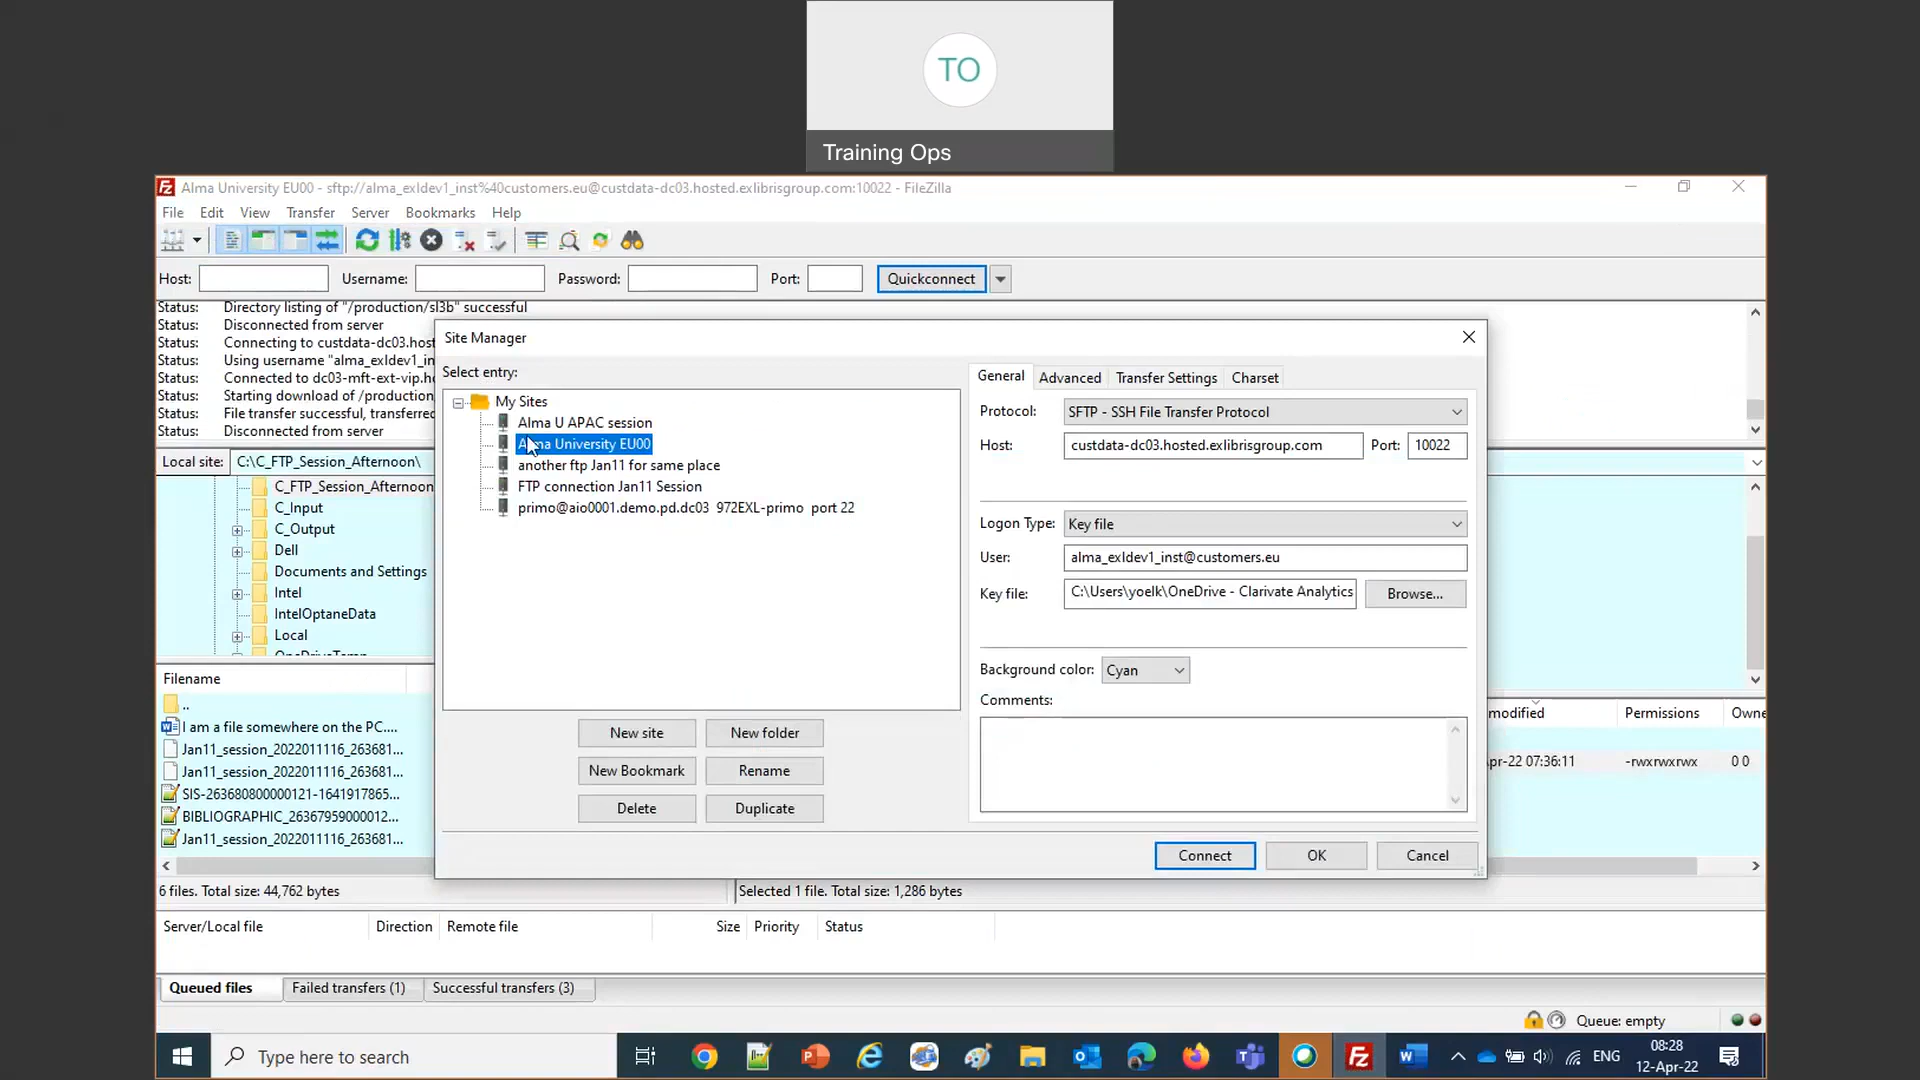 TO
Training Ops
Alma University EU00 - sftp://alma_exldev1_inst%40customers.eu@custdata-dc03.hosted.exlibrisgroup.com:10022 - FileZilla
File Edit View Transfer Server Bookmarks Help
Host: Username: Password: Port: Quickconnect
Status: Directory listing of "/production/sl3b" successful
Status: Disconnected from server
Status: Connecting to custdata-dc03.host
Status: Using username "alma_exldev1_in
Status: Connected to dc03-mft-ext-vip.h
Status: Starting download of /production
Status: File transfer successful, transferred
Status: Disconnected from server
Local site: C:\C_FTP_Session_Afternoon\
C_FTP_Session_Afternoon
C_Input
C_Output
Dell
Documents and Settings
Intel
IntelOptaneData
Local
OneDriveTemp
Filename
..
I am a file somewhere on the PC....
Jan11_session_2022011116_263681...
Jan11_session_2022011116_263681...
SIS-263680800000121-1641917865...
BIBLIOGRAPHIC_26367959000012...
Jan11_session_2022011116_263681...
6 files. Total size: 44,762 bytes
Site Manager
Select entry:
My Sites
Alma U APAC session
Alma University EU00
another ftp Jan11 for same place
FTP connection Jan11 Session
primo@aio0001.demo.pd.dc03 972EXL-primo port 22
New site New folder
New Bookmark Rename
Delete Duplicate
General Advanced Transfer Settings Charset
Protocol: SFTP - SSH File Transfer Protocol
Host: custdata-dc03.hosted.exlibrisgroup.com Port: 10022
Logon Type: Key file
User: alma_exldev1_inst@customers.eu
Key file: C:\Users\yoelk\OneDrive - Clarivate Analytics Browse...
Background color: Cyan
Comments:
Connect OK Cancel
modified Permissions Owne
pr-22 07:36:11 -rwxrwxrwx 0 0
Selected 1 file. Total size: 1,286 bytes
Server/Local file Direction Remote file Size Priority Status
Queued files Failed transfers (1) Successful transfers (3)
Queue: empty
Type here to search
ENG
08:28
12-Apr-22